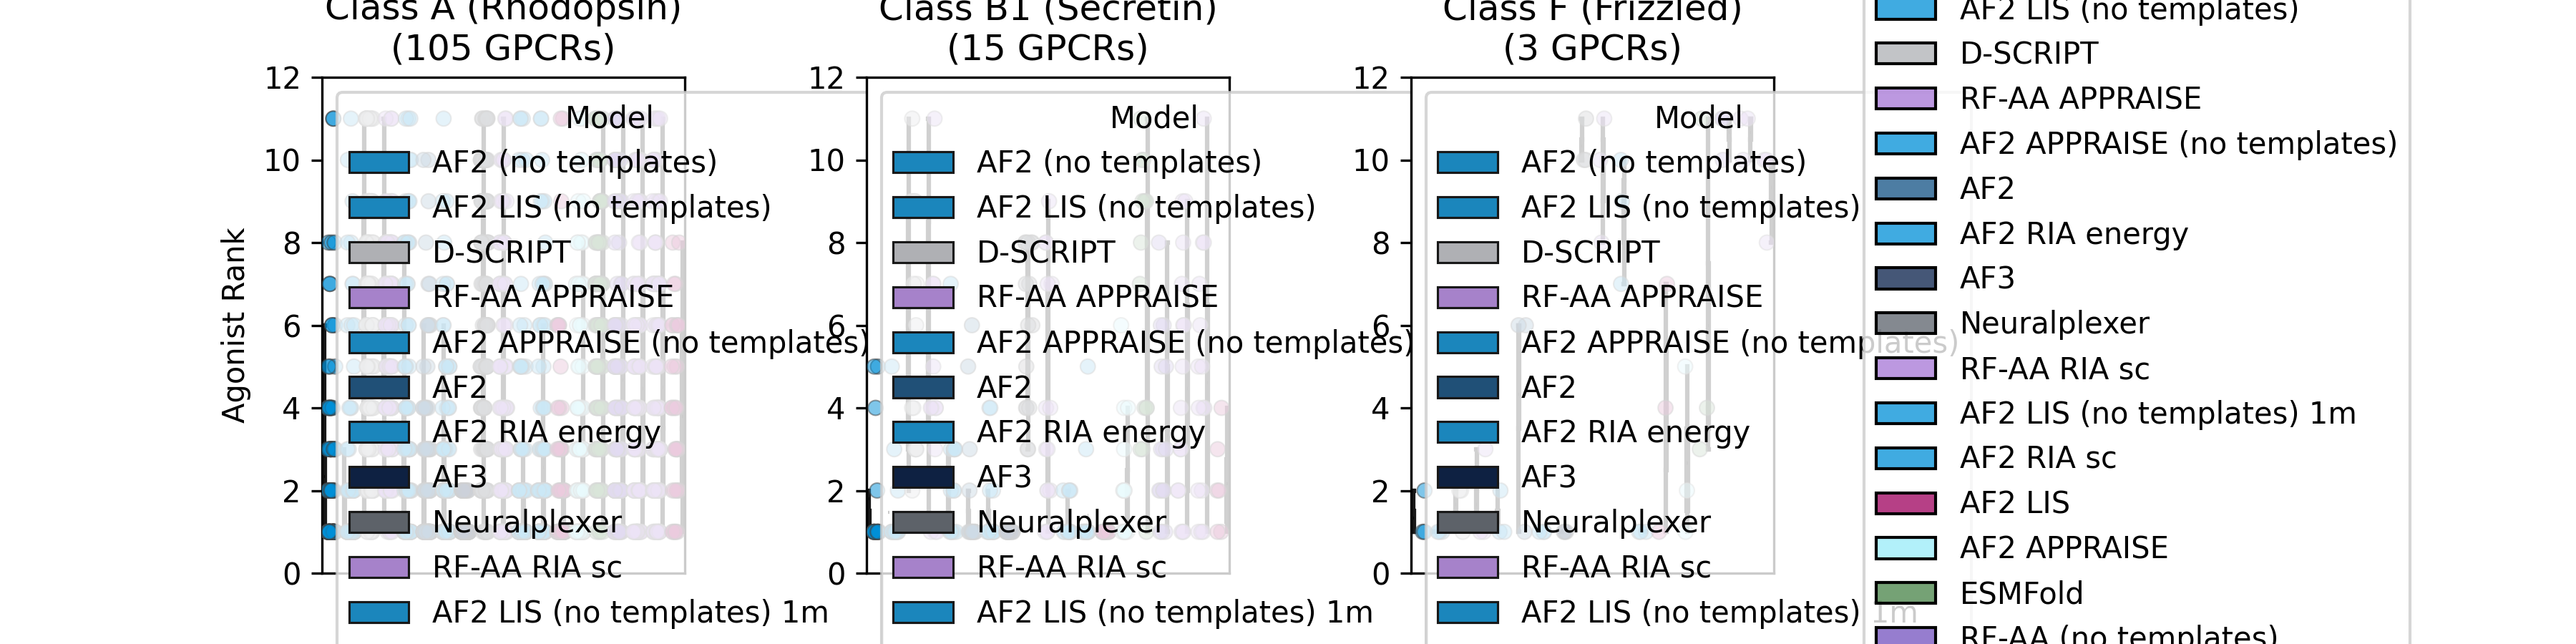 Class A (Rhodopsin)
(105 GPCRs)
Class B1 (Secretin)
(15 GPCRs)
Class F (Frizzled)
(3 GPCRs)
Agonist Rank
12
10
8
6
4
2
0
Model
AF2 (no templates)
AF2 LIS (no templates)
D-SCRIPT
RF-AA APPRAISE
AF2 APPRAISE (no templates)
AF2
AF2 RIA energy
AF3
Neuralplexer
RF-AA RIA sc
AF2 LIS (no templates) 1m
12
10
8
6
4
2
0
Model
AF2 (no templates)
AF2 LIS (no templates)
D-SCRIPT
RF-AA APPRAISE
AF2 APPRAISE (no templates)
AF2
AF2 RIA energy
AF3
Neuralplexer
RF-AA RIA sc
AF2 LIS (no templates) 1m
12
10
8
6
4
2
0
Model
AF2 (no templates)
AF2 LIS (no templates)
D-SCRIPT
RF-AA APPRAISE
AF2 APPRAISE (no templates)
AF2
AF2 RIA energy
AF3
Neuralplexer
RF-AA RIA sc
AF2 LIS (no templates) 1m
AF2 LIS (no templates)
D-SCRIPT
RF-AA APPRAISE
AF2 APPRAISE (no templates)
AF2
AF2 RIA energy
AF3
Neuralplexer
RF-AA RIA sc
AF2 LIS (no templates) 1m
AF2 RIA sc
AF2 LIS
AF2 APPRAISE
ESMFold
RF-AA (no templates)